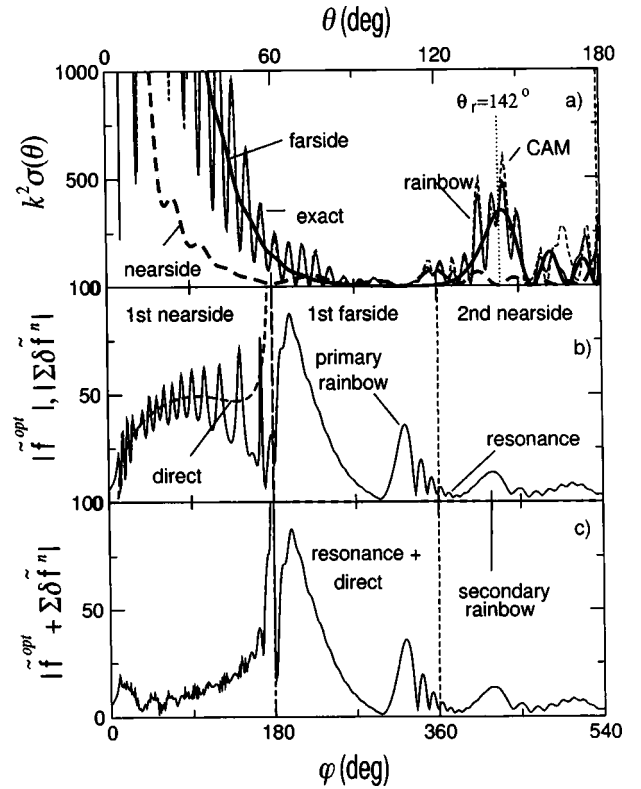 θ (deg)
0 60 120 180
1000
500
100
k²σ(θ)
a)
θr=142°
CAM
rainbow
farside
exact
nearside
1st nearside
1st farside
2nd nearside
b)
|f̃ᵒᵖᵗ|,|Σδf̃ⁿ|
50
100
primary
rainbow
resonance
direct
c)
|f̃ᵒᵖᵗ + Σδf̃ⁿ|
50
0
resonance +
direct
secondary
rainbow
0 180 360 540
φ (deg)